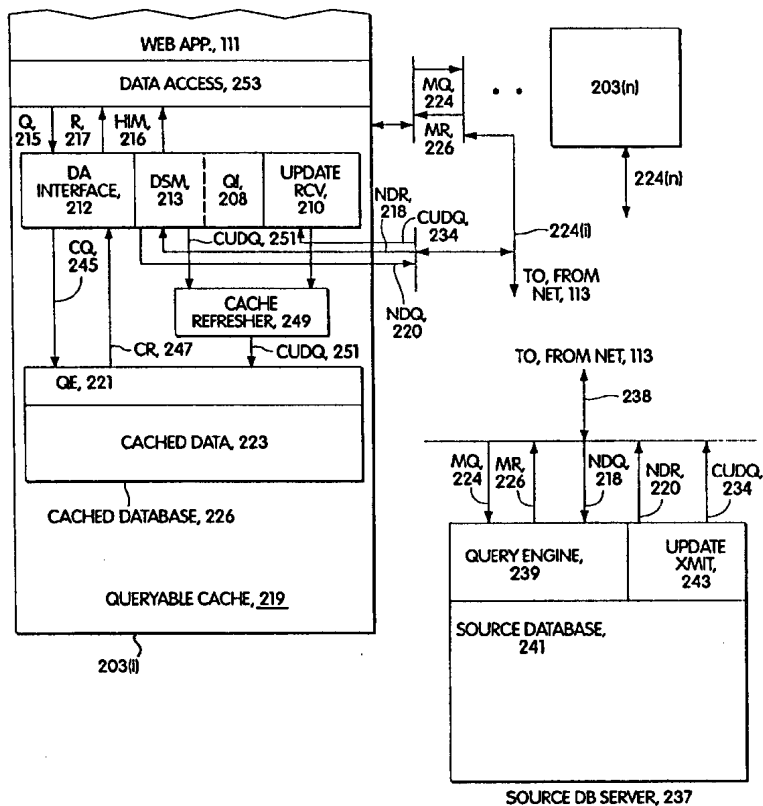 WEB APP., 111
DATA ACCESS, 253
Q,
215
R,
217
HIM,
216
DA
INTERFACE,
212
DSM,
213
QI,
208
UPDATE
RCV,
210
MQ,
224
MR,
226
203(n)
224(n)
NDR,
218
CUDQ,
234
224(i)
CUDQ, 251
NDQ,
220
TO, FROM
NET, 113
CQ,
245
CACHE
REFRESHER, 249
CR, 247
CUDQ, 251
QE, 221
CACHED DATA, 223
CACHED DATABASE, 226
QUERYABLE CACHE, 219
203(i)
TO, FROM NET, 113
238
MQ,
224
MR,
226
NDQ,
218
NDR,
220
CUDQ,
234
QUERY ENGINE,
239
UPDATE
XMIT,
243
SOURCE DATABASE,
241
SOURCE DB SERVER, 237